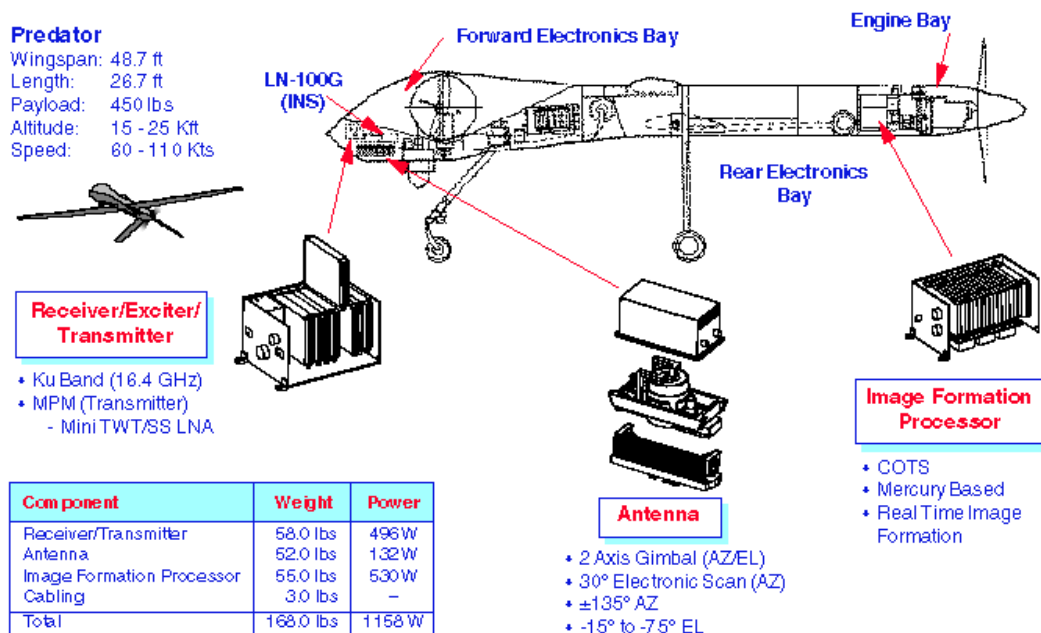 Predator
Wingspan: 48.7 ft
Length: 26.7 ft
Payload: 450 lbs
Altitude: 15 - 25 Kft
Speed: 60 - 110 Kts
Forward Electronics Bay
LN-100G
(INS)
Engine Bay
Rear Electronics
Bay
Receiver/Exciter/
Transmitter
• Ku Band (16.4 GHz)
• MPM (Transmitter)
- Mini TWT/SS LNA
Antenna
• 2 Axis Gimbal (AZ/EL)
• 30° Electronic Scan (AZ)
• ±135° AZ
• -15° to -75° EL
Image Formation
Processor
• COTS
• Mercury Based
• Real Time Image
Formation
Component Weight Power
Receiver/Transmitter 58.0 lbs 496 W
Antenna 52.0 lbs 132 W
Image Formation Processor 55.0 lbs 530 W
Cabling 3.0 lbs –
Total 168.0 lbs 1158 W